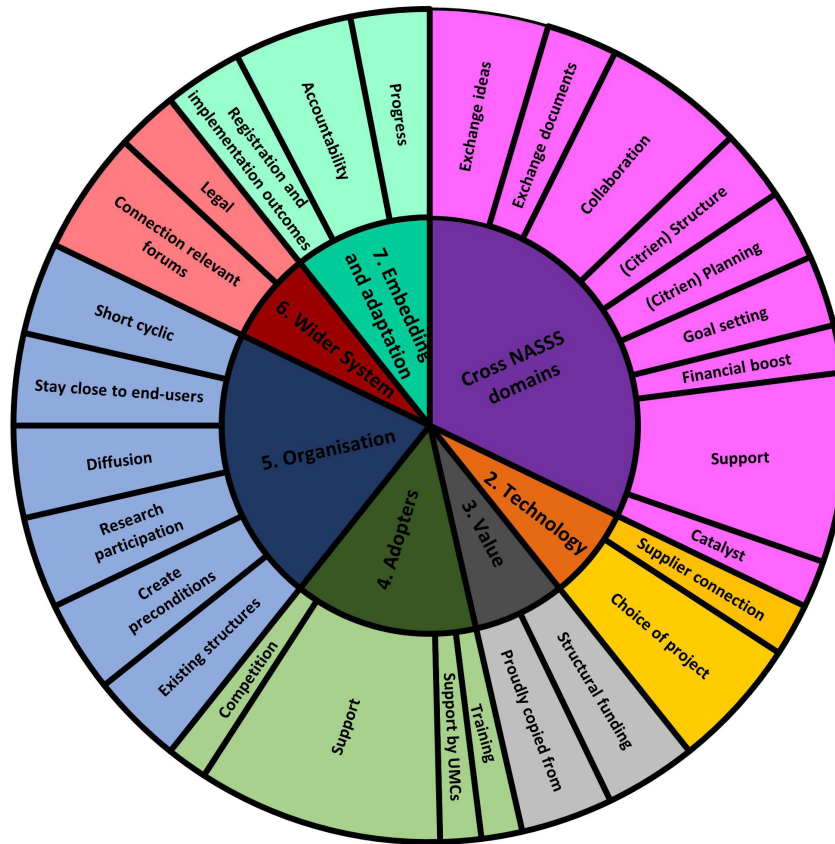 Cross NASSS
domains
Exchange ideas
Exchange documents
Collaboration
(Citrien) Structure
(Citrien) Planning
Goal setting
Financial boost
Support
Catalyst
2. Technology
Supplier connection
Choice of project
3. Value
Structural funding
Proudly copied from
4. Adopters
Training
Support by UMCs
Support
Competition
5. Organisation
Existing structures
Create
preconditions
Research
participation
Diffusion
Stay close to end-users
Short cyclic
6. Wider System
Connection relevant
forums
Legal
7. Embedding
and adaptation
Registration and
implementation outcomes
Accountability
Progress